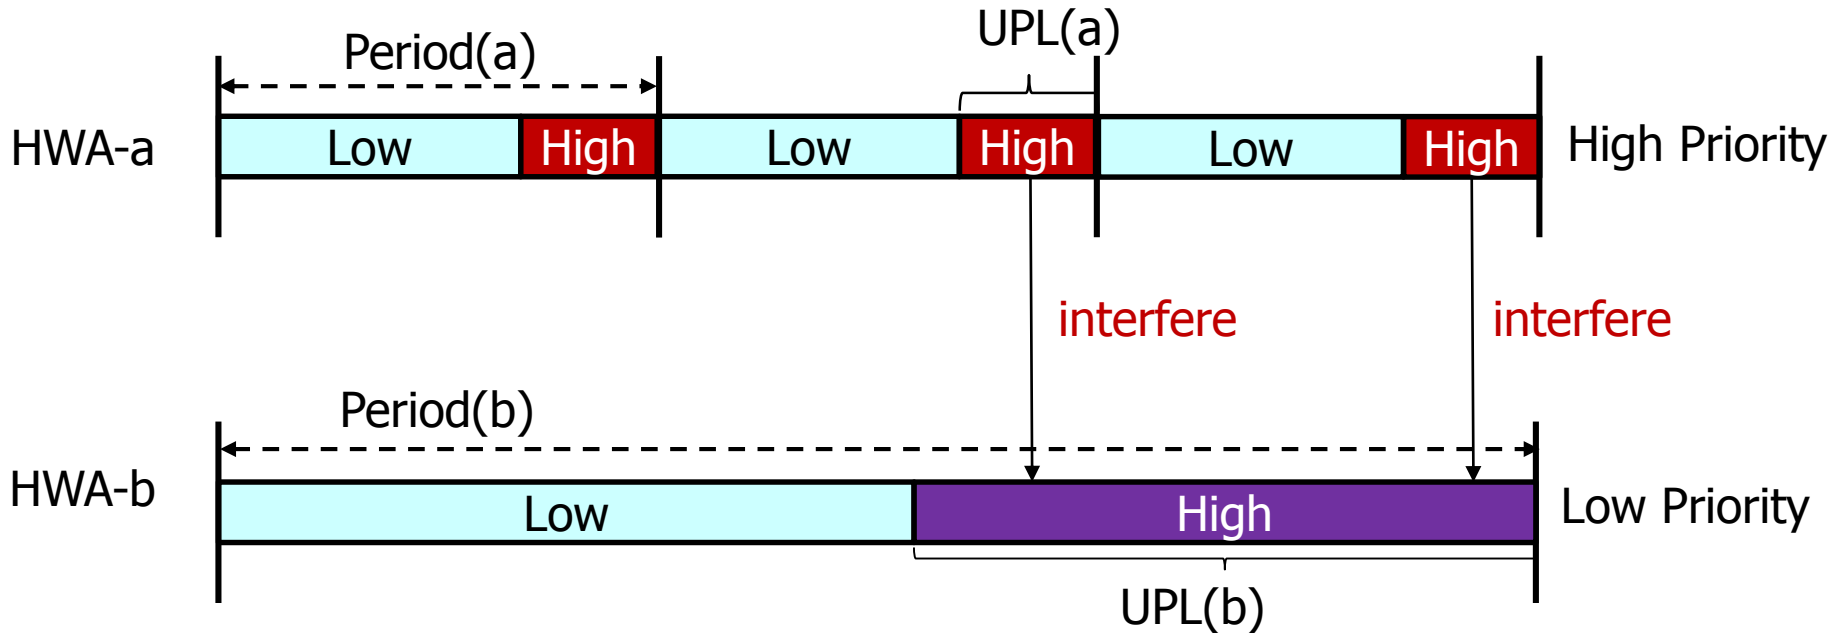 UPL(a)
Period(a)
HWA-a
Low
High
Low
High
Low
High
High Priority
interfere
interfere
Period(b)
HWA-b
Low
High
Low Priority
UPL(b)